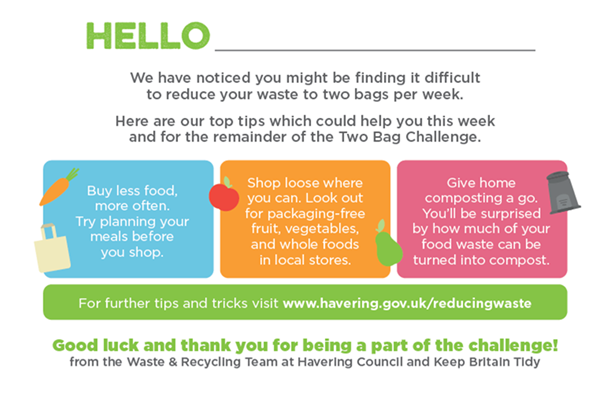 HELLO
We have noticed you might be finding it difficult
to reduce your waste to two bags per week.
Here are our top tips which could help you this week
and for the remainder of the Two Bag Challenge.
Buy less food,
more often.
Try planning your
meals before
you shop.
Shop loose where
you can. Look out
for packaging-free
fruit, vegetables,
and whole foods
in local stores.
Give home
composting a go.
You'll be surprised
by how much of your
food waste can be
turned into compost.
For further tips and tricks visit www.havering.gov.uk/reducingwaste
Good luck and thank you for being a part of the challenge!
from the Waste & Recycling Team at Havering Council and Keep Britain Tidy